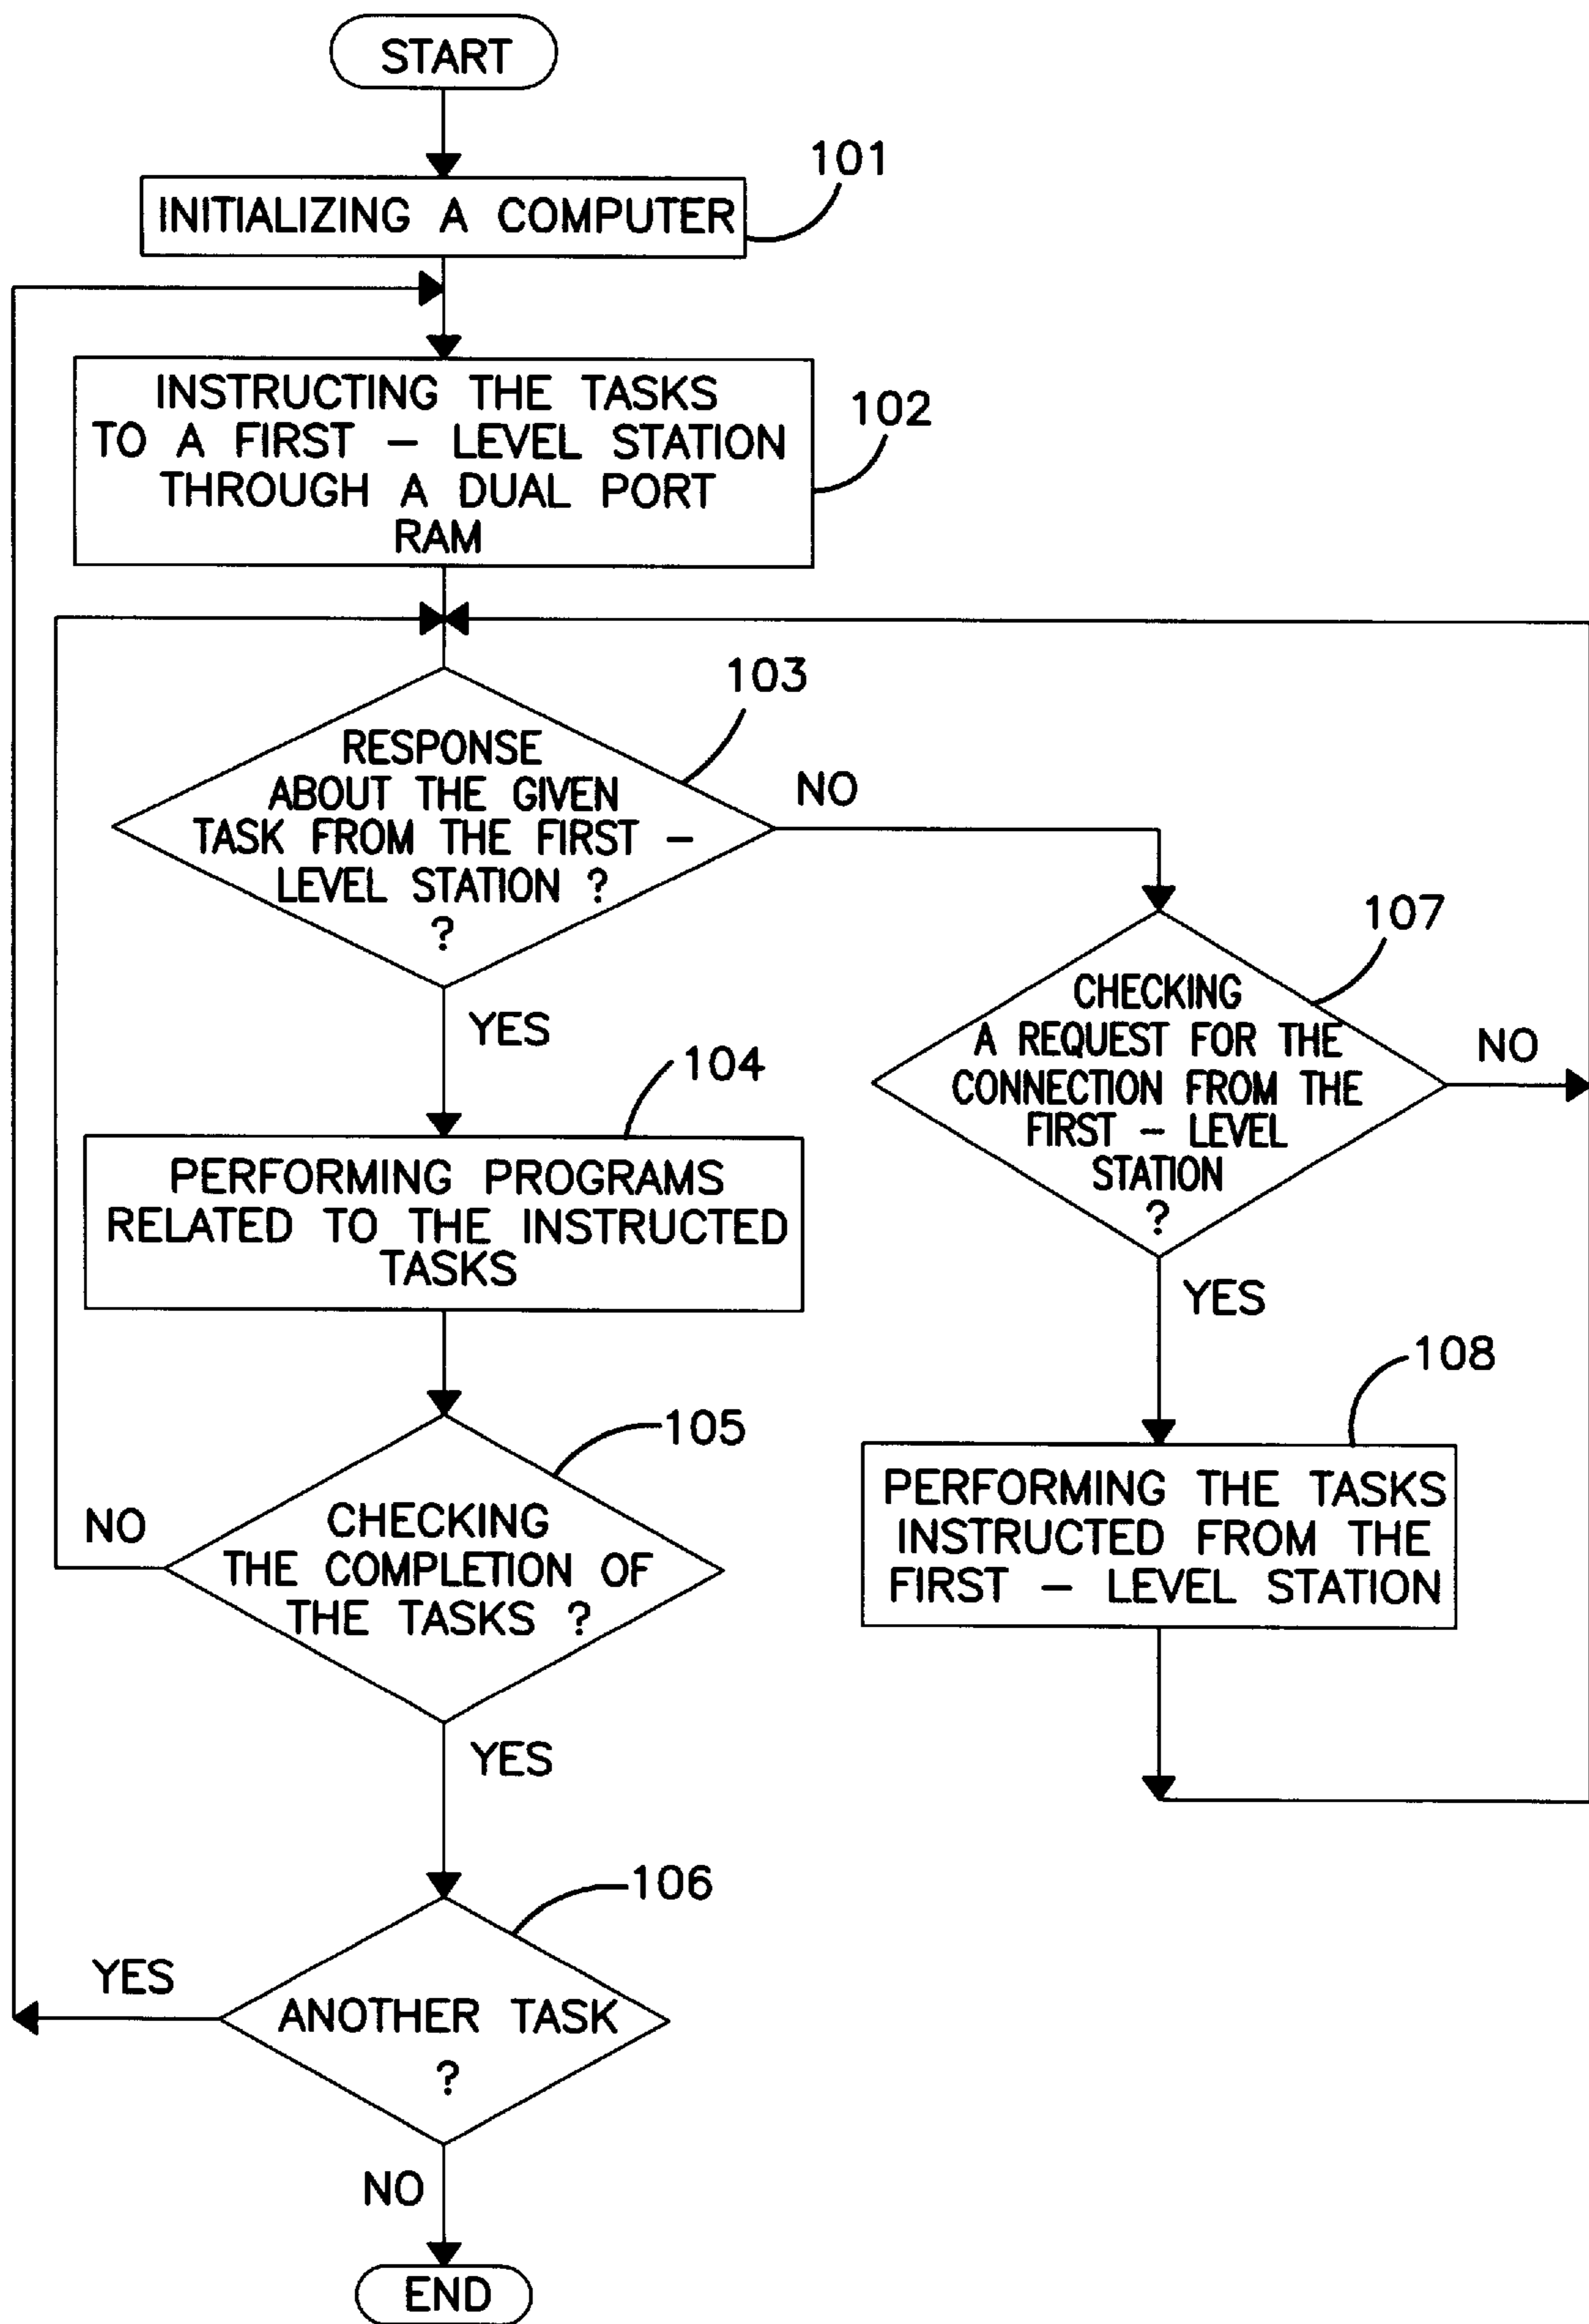 START
101
INITIALIZING A COMPUTER
INSTRUCTING THE TASKS
TO A FIRST – LEVEL STATION
THROUGH A DUAL PORT
RAM
102
103
RESPONSE
ABOUT THE GIVEN
TASK FROM THE FIRST –
LEVEL STATION ?
?
NO
YES
107
CHECKING
A REQUEST FOR THE
CONNECTION FROM THE
FIRST – LEVEL
STATION
?
NO
YES
104
PERFORMING PROGRAMS
RELATED TO THE INSTRUCTED
TASKS
108
PERFORMING THE TASKS
INSTRUCTED FROM THE
FIRST – LEVEL STATION
105
CHECKING
THE COMPLETION OF
THE TASKS ?
NO
YES
106
ANOTHER TASK
?
YES
NO
END